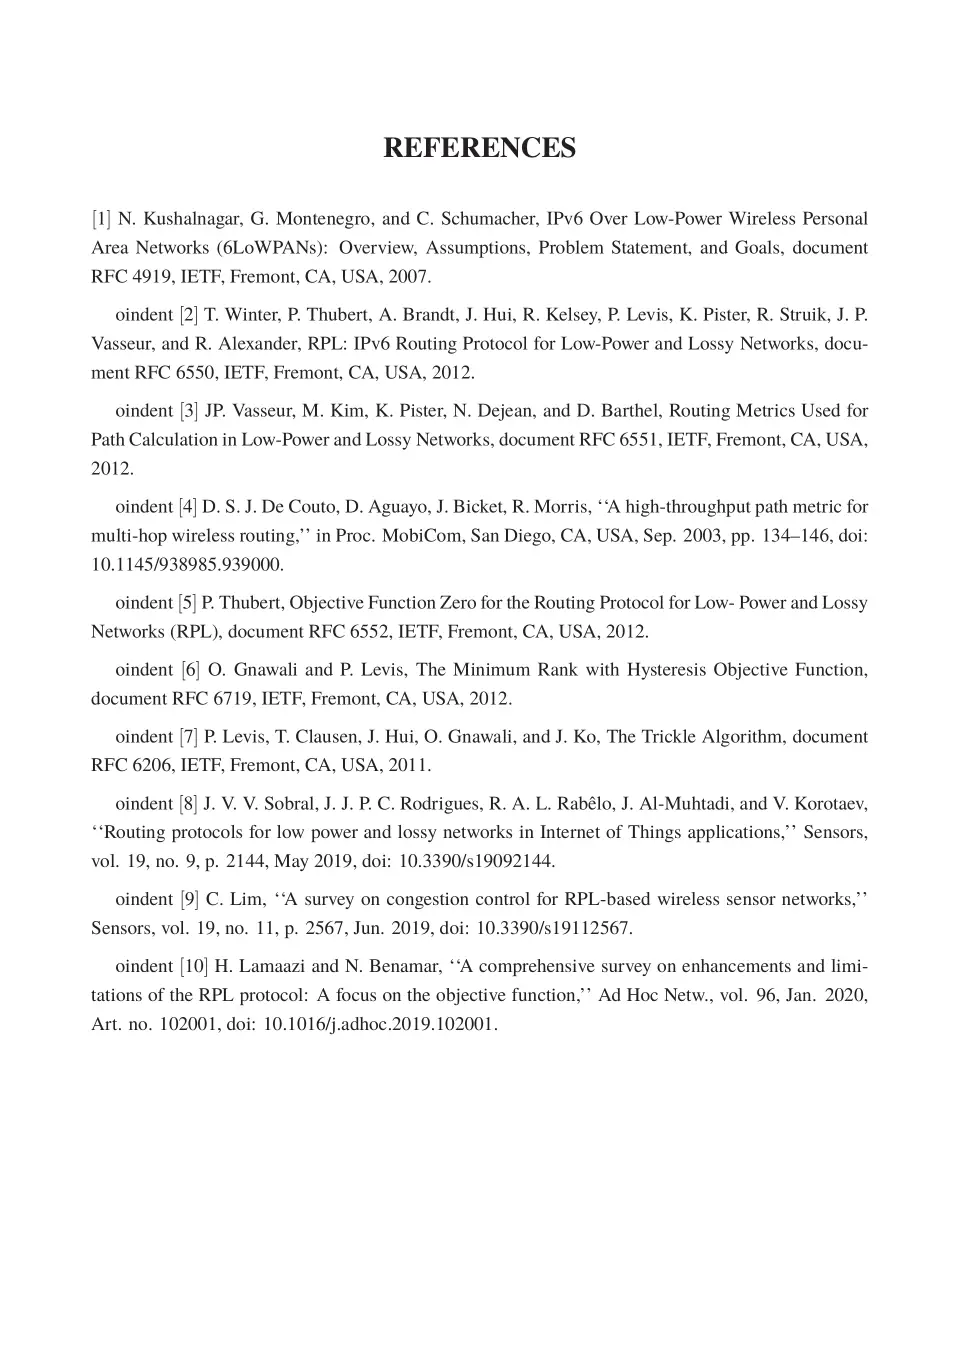 REFERENCES
[1] N. Kushalnagar, G. Montenegro, and C. Schumacher, IPv6 Over Low-Power Wireless Personal
Area Networks (6LoWPANs): Overview, Assumptions, Problem Statement, and Goals, document
RFC 4919, IETF, Fremont, CA, USA, 2007.
oindent [2] T. Winter, P. Thubert, A. Brandt, J. Hui, R. Kelsey, P. Levis, K. Pister, R. Struik, J. P.
Vasseur, and R. Alexander, RPL: IPv6 Routing Protocol for Low-Power and Lossy Networks, docu-
ment RFC 6550, IETF, Fremont, CA, USA, 2012.
oindent [3] JP. Vasseur, M. Kim, K. Pister, N. Dejean, and D. Barthel, Routing Metrics Used for
Path Calculation in Low-Power and Lossy Networks, document RFC 6551, IETF, Fremont, CA, USA,
2012.
oindent [4] D. S. J. De Couto, D. Aguayo, J. Bicket, R. Morris, ‘‘A high-throughput path metric for
multi-hop wireless routing,’’ in Proc. MobiCom, San Diego, CA, USA, Sep. 2003, pp. 134–146, doi:
10.1145/938985.939000.
oindent [5] P. Thubert, Objective Function Zero for the Routing Protocol for Low- Power and Lossy
Networks (RPL), document RFC 6552, IETF, Fremont, CA, USA, 2012.
oindent [6] O. Gnawali and P. Levis, The Minimum Rank with Hysteresis Objective Function,
document RFC 6719, IETF, Fremont, CA, USA, 2012.
oindent [7] P. Levis, T. Clausen, J. Hui, O. Gnawali, and J. Ko, The Trickle Algorithm, document
RFC 6206, IETF, Fremont, CA, USA, 2011.
oindent [8] J. V. V. Sobral, J. J. P. C. Rodrigues, R. A. L. Rabêlo, J. Al-Muhtadi, and V. Korotaev,
‘‘Routing protocols for low power and lossy networks in Internet of Things applications,’’ Sensors,
vol. 19, no. 9, p. 2144, May 2019, doi: 10.3390/s19092144.
oindent [9] C. Lim, ‘‘A survey on congestion control for RPL-based wireless sensor networks,’’
Sensors, vol. 19, no. 11, p. 2567, Jun. 2019, doi: 10.3390/s19112567.
oindent [10] H. Lamaazi and N. Benamar, ‘‘A comprehensive survey on enhancements and limi-
tations of the RPL protocol: A focus on the objective function,’’ Ad Hoc Netw., vol. 96, Jan. 2020,
Art. no. 102001, doi: 10.1016/j.adhoc.2019.102001.